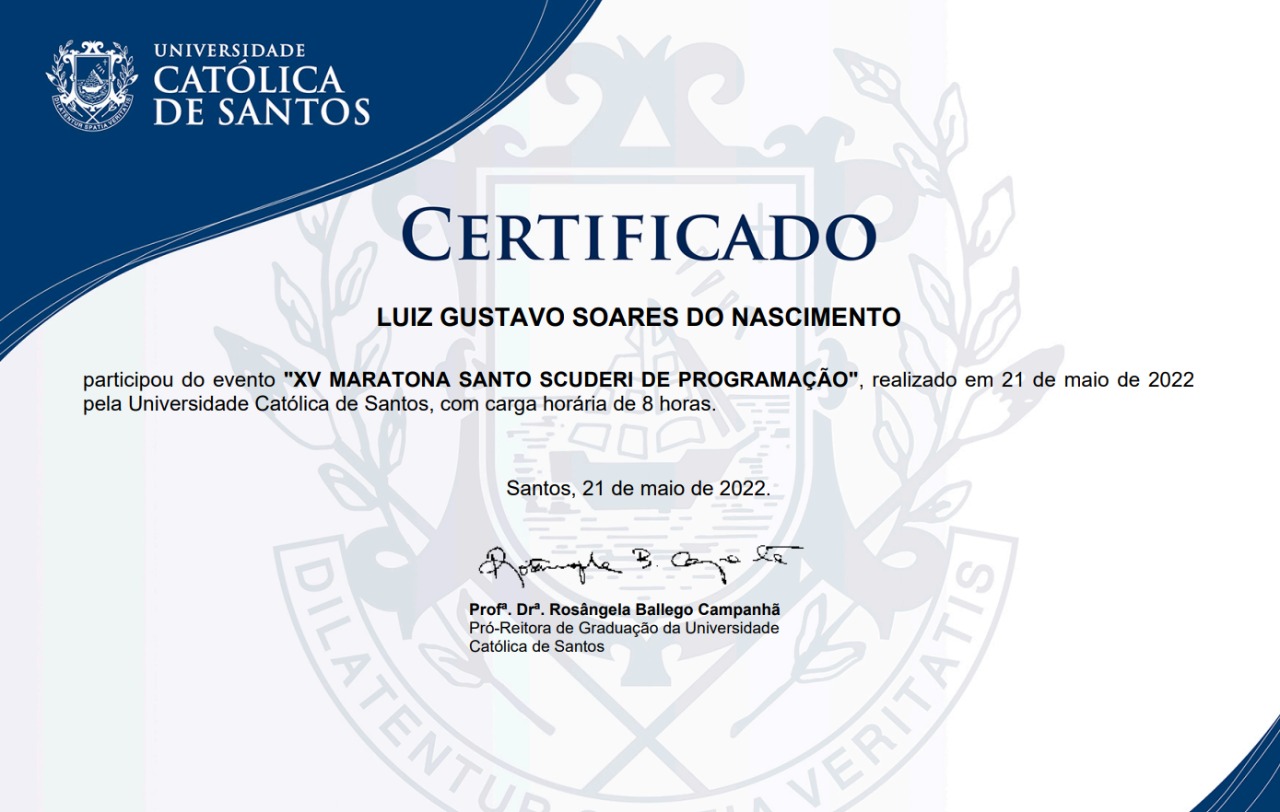 UNIVERSIDADE
CATÓLICA
DE SANTOS
DILATENTUR SPATIA VERITATIS
CERTIFICADO
LUIZ GUSTAVO SOARES DO NASCIMENTO
participou do evento "XV MARATONA SANTO SCUDERI DE PROGRAMAÇÃO", realizado em 21 de maio de 2022
pela Universidade Católica de Santos, com carga horária de 8 horas.
Santos, 21 de maio de 2022.
Rosângela B. Campanhã
Profª. Drª. Rosângela Ballego Campanhã
Pró-Reitora de Graduação da Universidade
Católica de Santos
DILATENTUR SPATIA VERITATIS